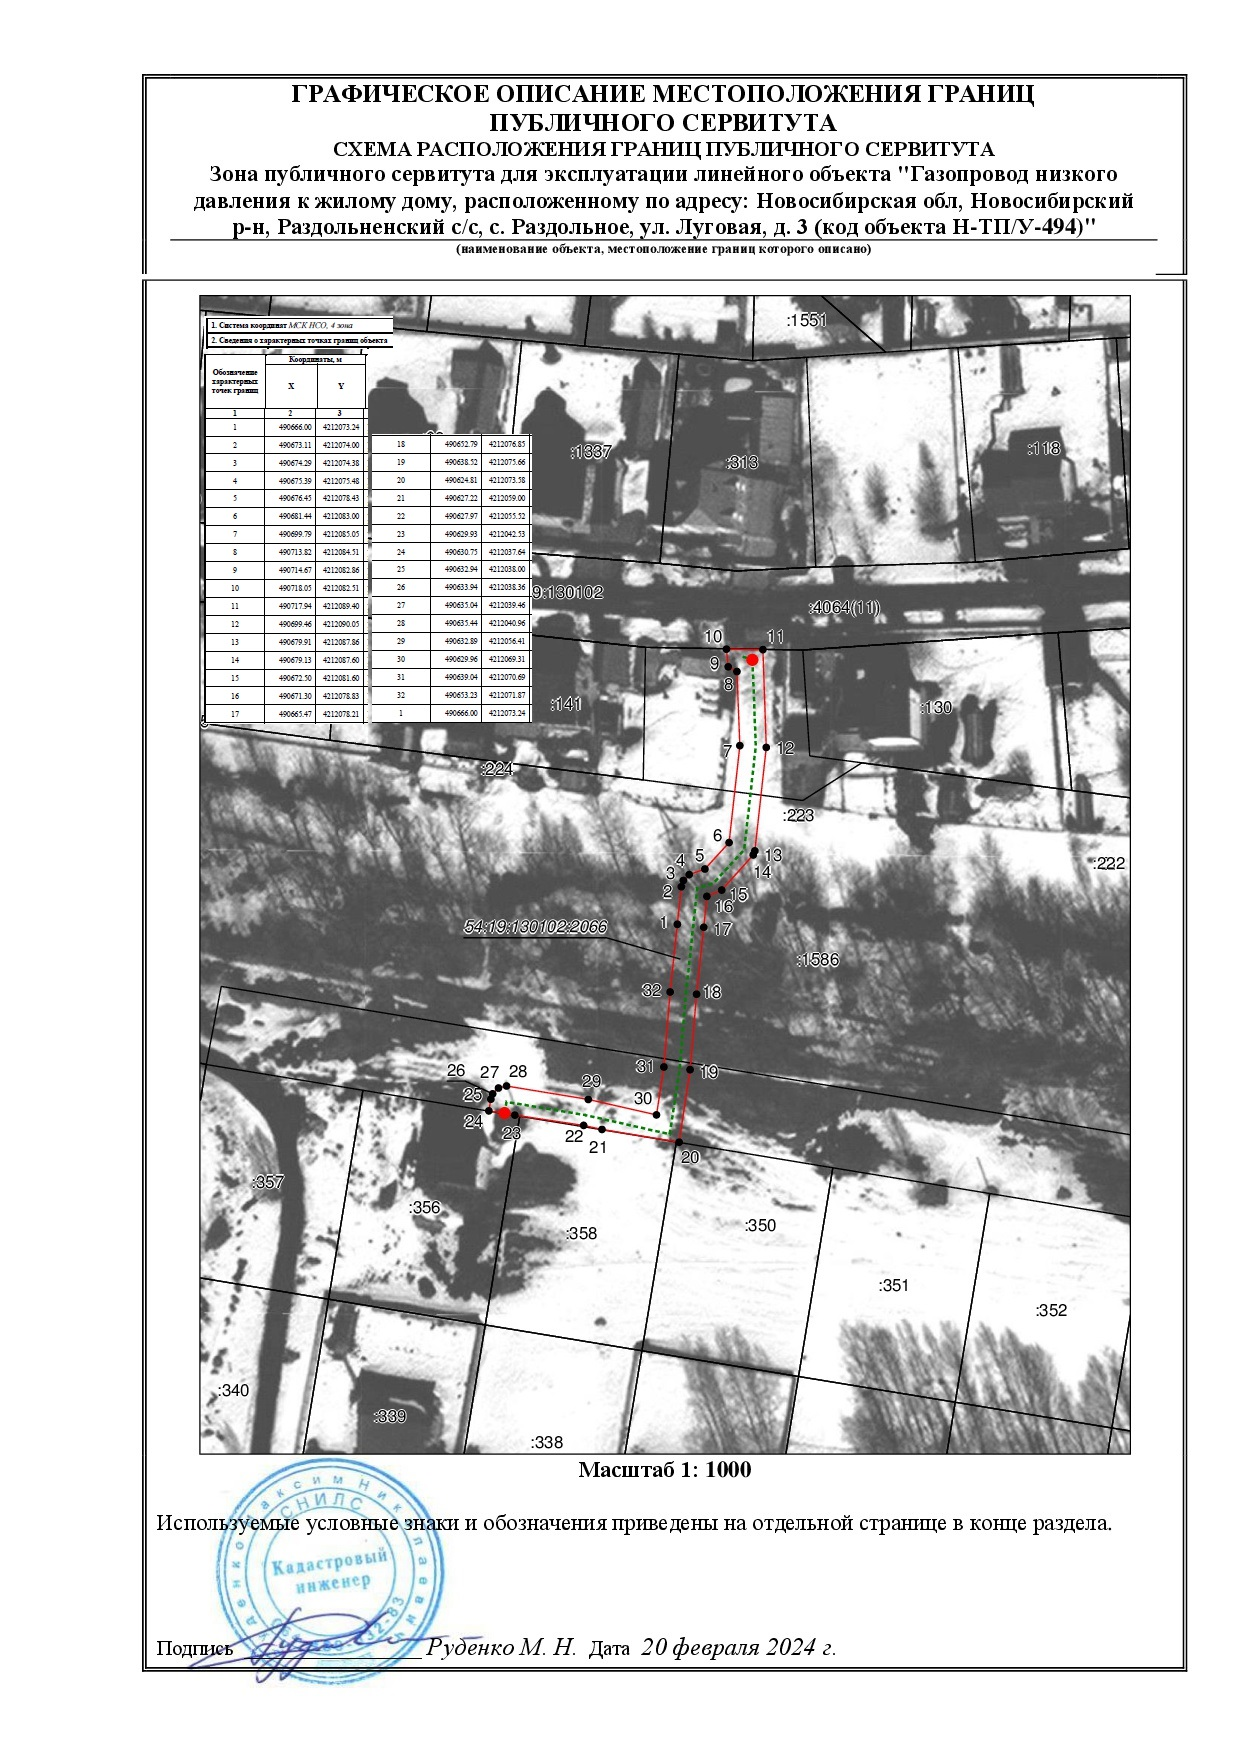 ГРАФИЧЕСКОЕ ОПИСАНИЕ МЕСТОПОЛОЖЕНИЯ ГРАНИЦ
ПУБЛИЧНОГО СЕРВИТУТА
СХЕМА РАСПОЛОЖЕНИЯ ГРАНИЦ ПУБЛИЧНОГО СЕРВИТУТА
Зона публичного сервитута для эксплуатации линейного объекта "Газопровод низкого
давления к жилому дому, расположенному по адресу: Новосибирская обл, Новосибирский
р-н, Раздольненский с/с, с. Раздольное, ул. Луговая, д. 3 (код объекта Н-ТП/У-494)"
(наименование объекта, местоположение границ которого описано)
1. Система координат МСК НСО, 4 зона
2. Сведения о характерных точках границ объекта
Обозначение характерных точек границ
Координаты, м
X Y
1 2 3
1 490666.00 4212073.24
2 490673.11 4212074.00
3 490674.29 4212074.38
4 490675.39 4212075.48
5 490676.45 4212078.43
6 490681.44 4212083.00
7 490699.79 4212085.05
8 490713.82 4212084.51
9 490714.67 4212082.86
10 490718.05 4212082.51
11 490717.94 4212089.40
12 490699.46 4212090.05
13 490679.91 4212087.86
14 490679.13 4212087.60
15 490672.50 4212081.60
16 490671.30 4212078.83
17 490665.47 4212078.21
18 490652.79 4212076.85
19 490638.52 4212075.66
20 490624.81 4212073.58
21 490627.22 4212059.00
22 490627.97 4212055.52
23 490629.93 4212042.53
24 490630.75 4212037.64
25 490632.94 4212038.00
26 490633.94 4212038.36
27 490635.04 4212039.46
28 490635.44 4212040.96
29 490632.89 4212056.41
30 490629.96 4212069.31
31 490639.04 4212070.69
32 490653.23 4212071.87
1 490666.00 4212073.24
:1551
:1337
:313
:118
9:130102
:4064(11)
10 11
9
8
:141
:130
7 12
:224
:223
6
5 13
4 14
3
2 15
16
:222
1 17
54:19:130102:2066
:1586
32 18
31 19
26 27 28
29
25
30
24 23
22
21
20
:357
:356
:358
:350
:351
:352
:340
:339
:338
Масштаб 1: 1000
Используемые условные знаки и обозначения приведены на отдельной странице в конце раздела.
СНИЛС
Кадастровый
инженер
Подпись Руденко М. Н. Дата 20 февраля 2024 г.